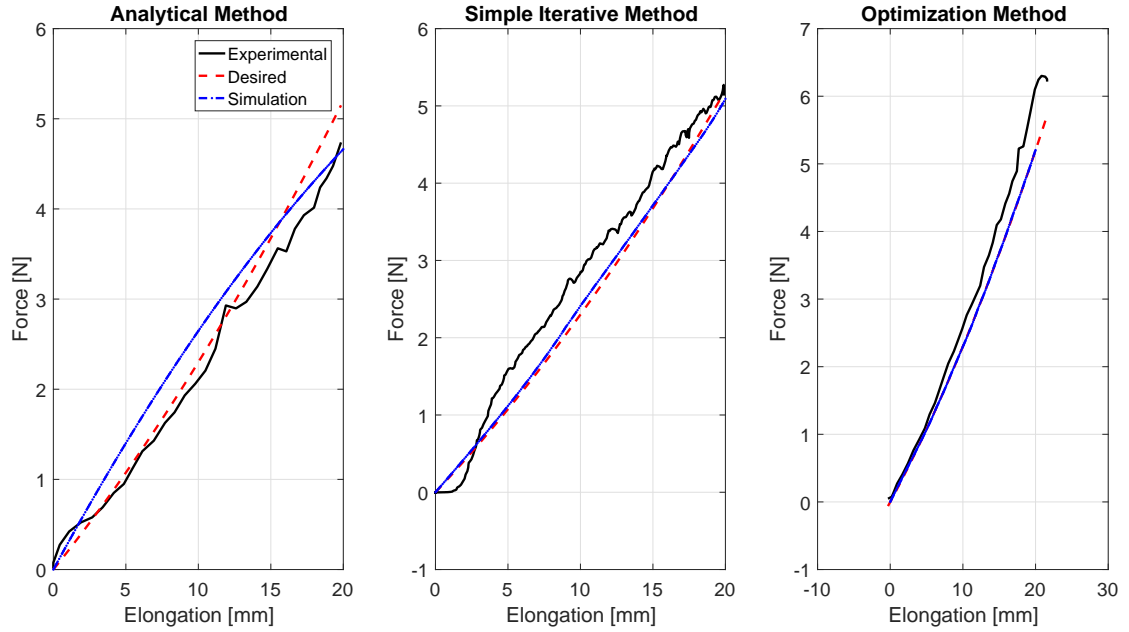 Analytical Method
6
5
4
3
2
1
0
0 5 10 15 20
Force [N]
Elongation [mm]
Experimental
Desired
Simulation
Simple Iterative Method
6
5
4
3
2
1
0
-1
0 5 10 15 20
Force [N]
Elongation [mm]
Optimization Method
7
6
5
4
3
2
1
0
-1
-10 0 10 20 30
Force [N]
Elongation [mm]